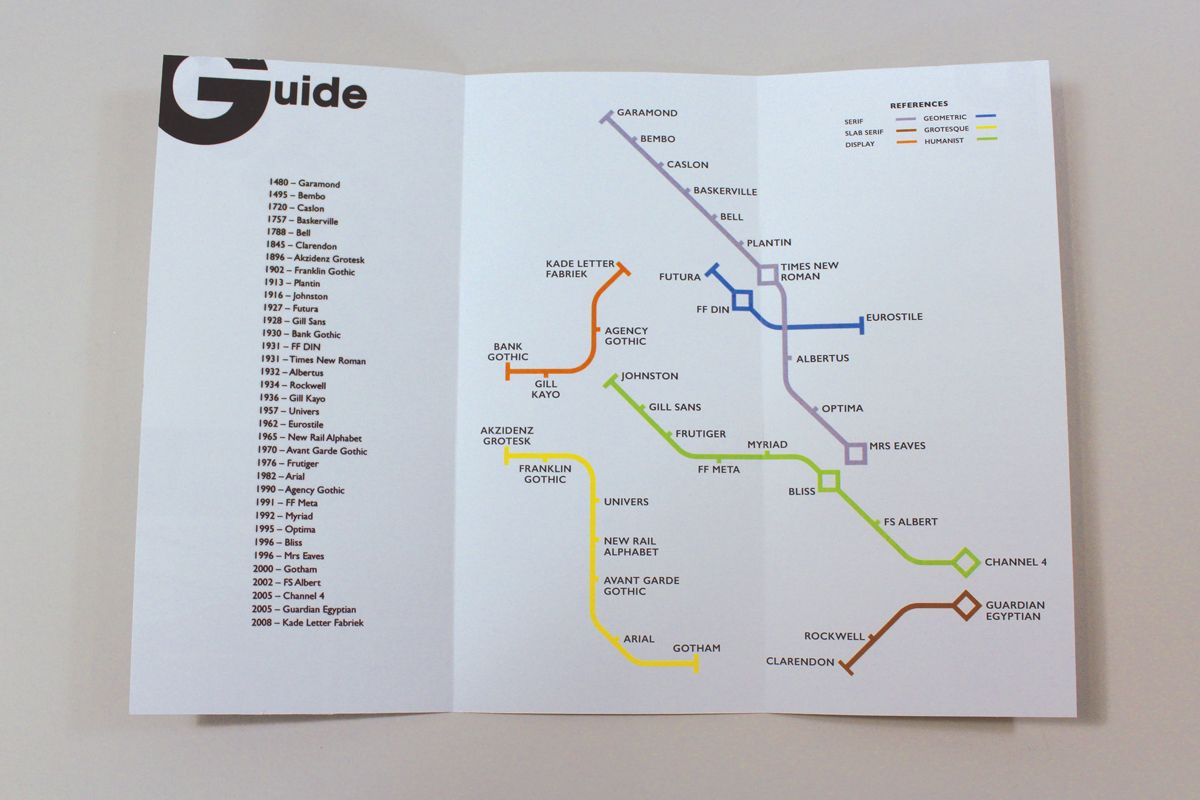 Guide
1480 – Garamond
1495 – Bembo
1720 – Caslon
1757 – Baskerville
1788 – Bell
1845 – Clarendon
1896 – Akzidenz Grotesk
1902 – Franklin Gothic
1913 – Plantin
1916 – Johnston
1927 – Futura
1928 – Gill Sans
1930 – Bank Gothic
1931 – FF DIN
1931 – Times New Roman
1932 – Albertus
1934 – Rockwell
1936 – Gill Kayo
1957 – Univers
1962 – Eurostile
1965 – New Rail Alphabet
1970 – Avant Garde Gothic
1976 – Frutiger
1982 – Arial
1990 – Agency Gothic
1991 – FF Meta
1992 – Myriad
1995 – Optima
1996 – Bliss
1996 – Mrs Eaves
2000 – Gotham
2002 – FS Albert
2005 – Channel 4
2005 – Guardian Egyptian
2008 – Kade Letter Fabriek
GARAMOND
BEMBO
CASLON
BASKERVILLE
BELL
PLANTIN
TIMES NEW
ROMAN
ALBERTUS
OPTIMA
MRS EAVES
KADE LETTER
FABRIEK
AGENCY
GOTHIC
BANK
GOTHIC
GILL
KAYO
FUTURA
FF DIN
EUROSTILE
JOHNSTON
GILL SANS
FRUTIGER
FF META
MYRIAD
BLISS
FS ALBERT
CHANNEL 4
AKZIDENZ
GROTESK
FRANKLIN
GOTHIC
UNIVERS
NEW RAIL
ALPHABET
AVANT GARDE
GOTHIC
ARIAL
GOTHAM
GUARDIAN
EGYPTIAN
ROCKWELL
CLARENDON
REFERENCES
SERIF GEOMETRIC
SLAB SERIF GROTESQUE
DISPLAY HUMANIST